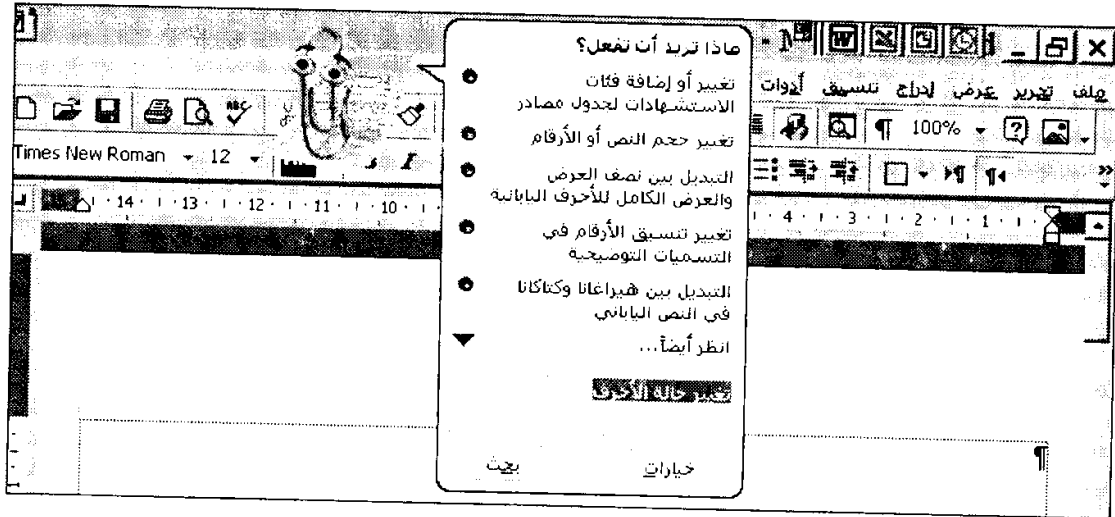 ملف تحرير عرض إدراج تنسيق أدوات
100%
Times New Roman 12
14 13 12 11 10
4 3 2 1
ماذا تريد أن تفعل؟
تغيير أو إضافة فئات
الاستشهادات لجدول مصادر
تغيير حجم النص أو الأرقام
التبديل بين نصف العرض
والعرض الكامل للأحرف اليابانية
تغيير تنسيق الأرقام في
التسميات التوضيحية
التبديل بين هيراغانا وكتاكانا
في النص الياباني
انظر أيضاً...
تغيير حالة الأحرف
خيارات بحث